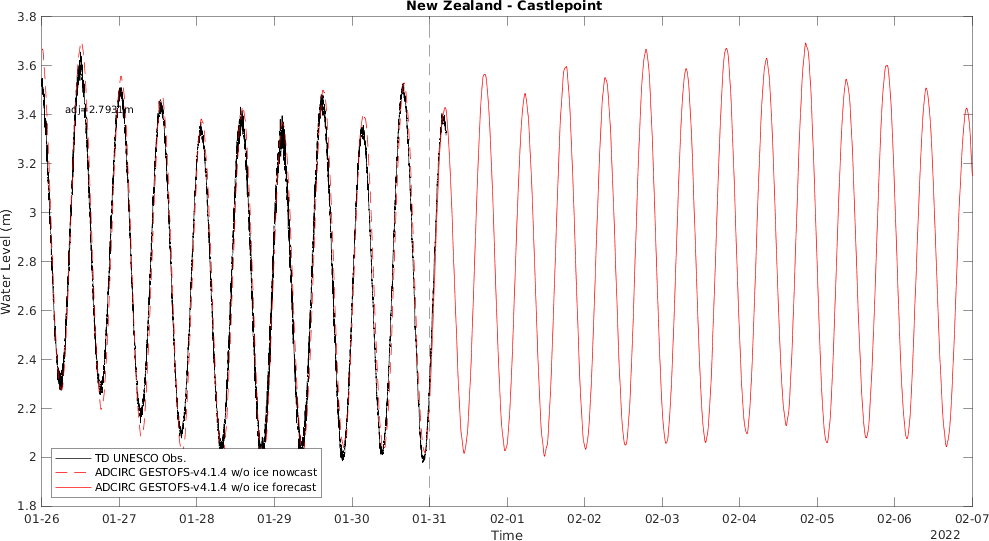 New Zealand - Castlepoint
3.8
3.6
3.4
3.2
3
2.8
2.6
2.4
2.2
2
1.8
Water Level (m)
adj=2.7931m
TD UNESCO Obs.
ADCIRC GESTOFS-v4.1.4 w/o ice nowcast
ADCIRC GESTOFS-v4.1.4 w/o ice forecast
01-26 01-27 01-28 01-29 01-30 01-31 02-01 02-02 02-03 02-04 02-05 02-06 02-07
Time
2022